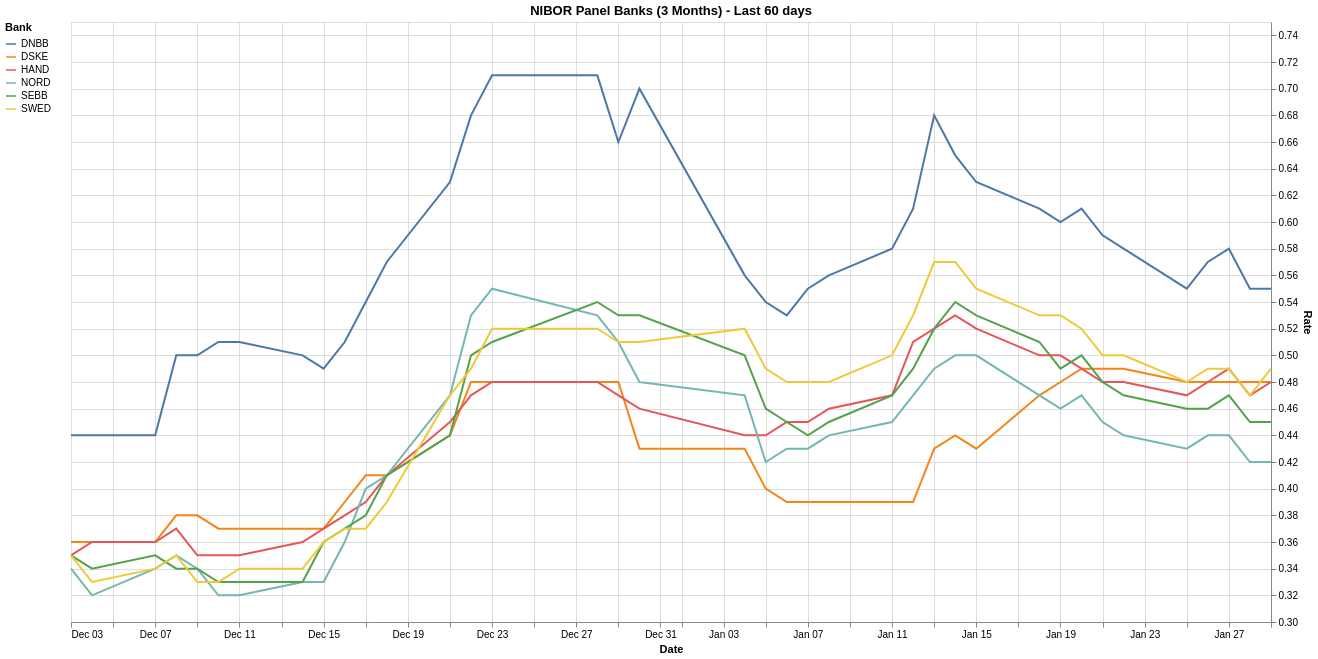 NIBOR Panel Banks (3 Months) - Last 60 days
Bank
DNBB
DSKE
HAND
NORD
SEBB
SWED
0.74
0.72
0.70
0.68
0.66
0.64
0.62
0.60
0.58
0.56
0.54
0.52
0.50
0.48
0.46
0.44
0.42
0.40
0.38
0.36
0.34
0.32
0.30
Rate
Dec 03 Dec 07 Dec 11 Dec 15 Dec 19 Dec 23 Dec 27 Dec 31 Jan 03 Jan 07 Jan 11 Jan 15 Jan 19 Jan 23 Jan 27
Date